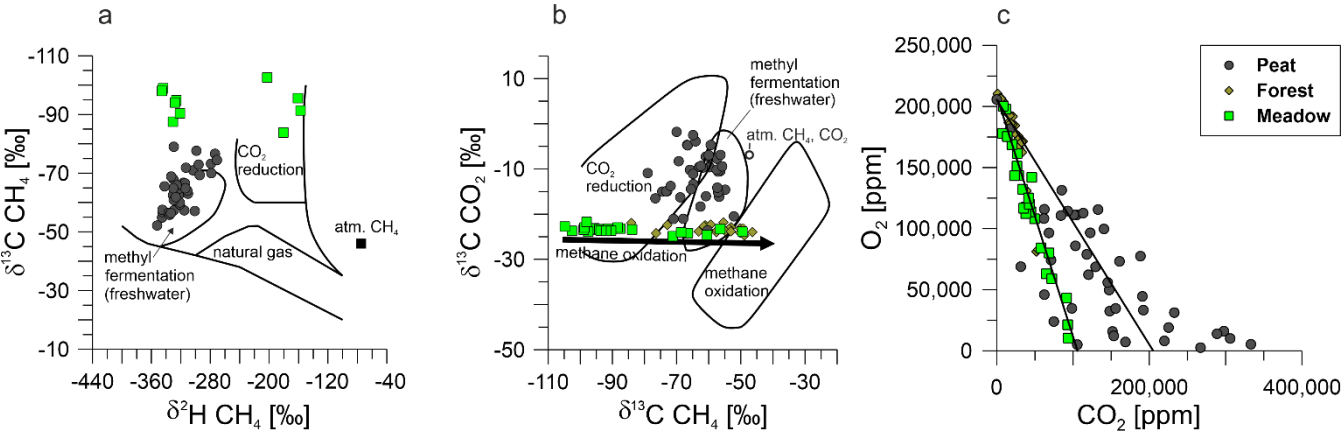 a
-110
-90
-70
-50
-30
-10
δ¹³C CH₄ [‰]
CO₂
reduction
atm. CH₄
natural gas
methyl
fermentation
(freshwater)
-440
-360
-280
-200
-120
-40
δ²H CH₄ [‰]
b
10
-10
-30
-50
δ¹³C CO₂ [‰]
methyl
fermentation
(freshwater)
atm. CH₄, CO₂
CO₂
reduction
methane oxidation
methane
oxidation
-110
-90
-70
-50
-30
δ¹³C CH₄ [‰]
c
250,000
200,000
150,000
100,000
50,000
0
O₂ [ppm]
Peat
Forest
Meadow
0
200,000
400,000
CO₂ [ppm]